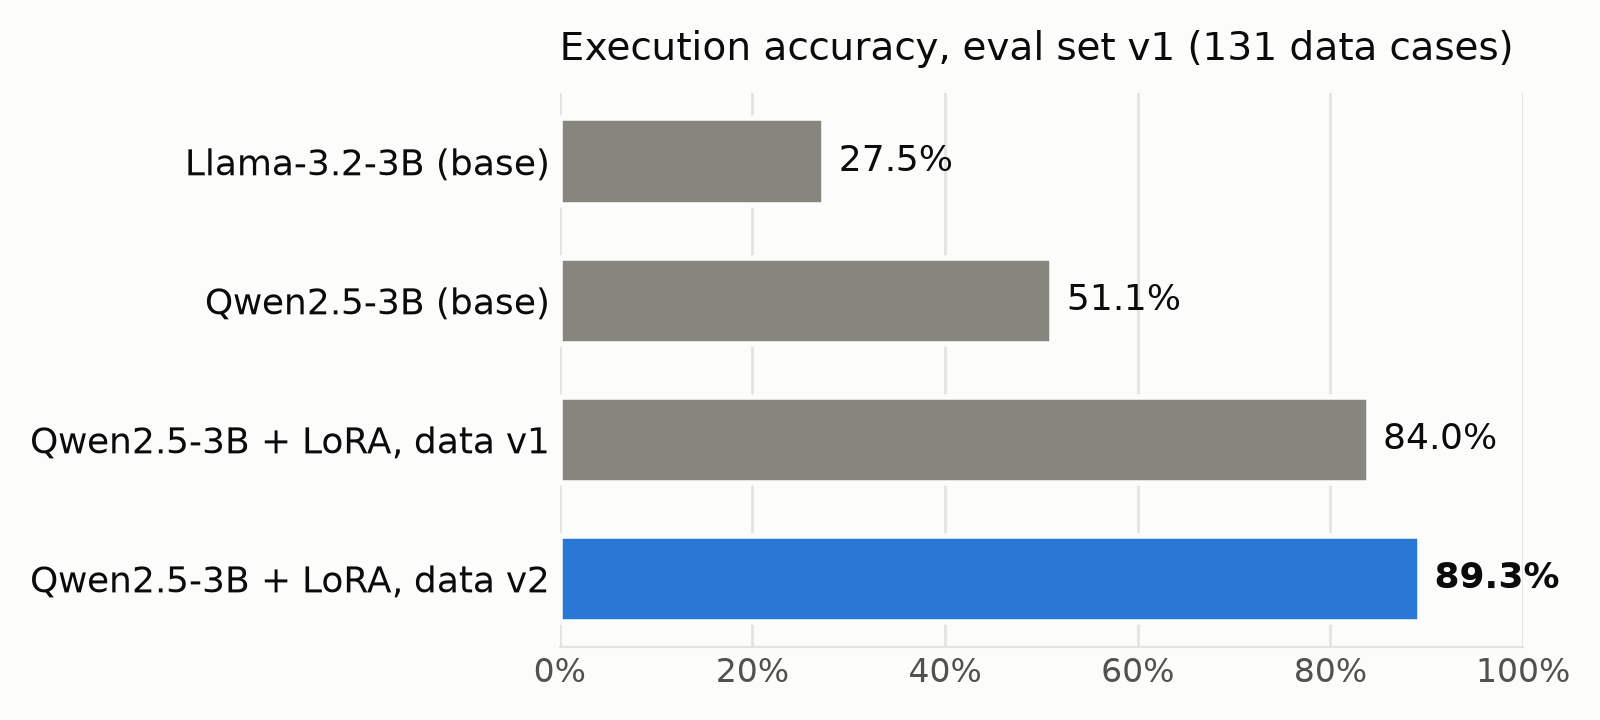 Execution accuracy, eval set v1 (131 data cases)
Llama-3.2-3B (base) 27.5%
Qwen2.5-3B (base) 51.1%
Qwen2.5-3B + LoRA, data v1 84.0%
Qwen2.5-3B + LoRA, data v2 89.3%
0% 20% 40% 60% 80% 100%